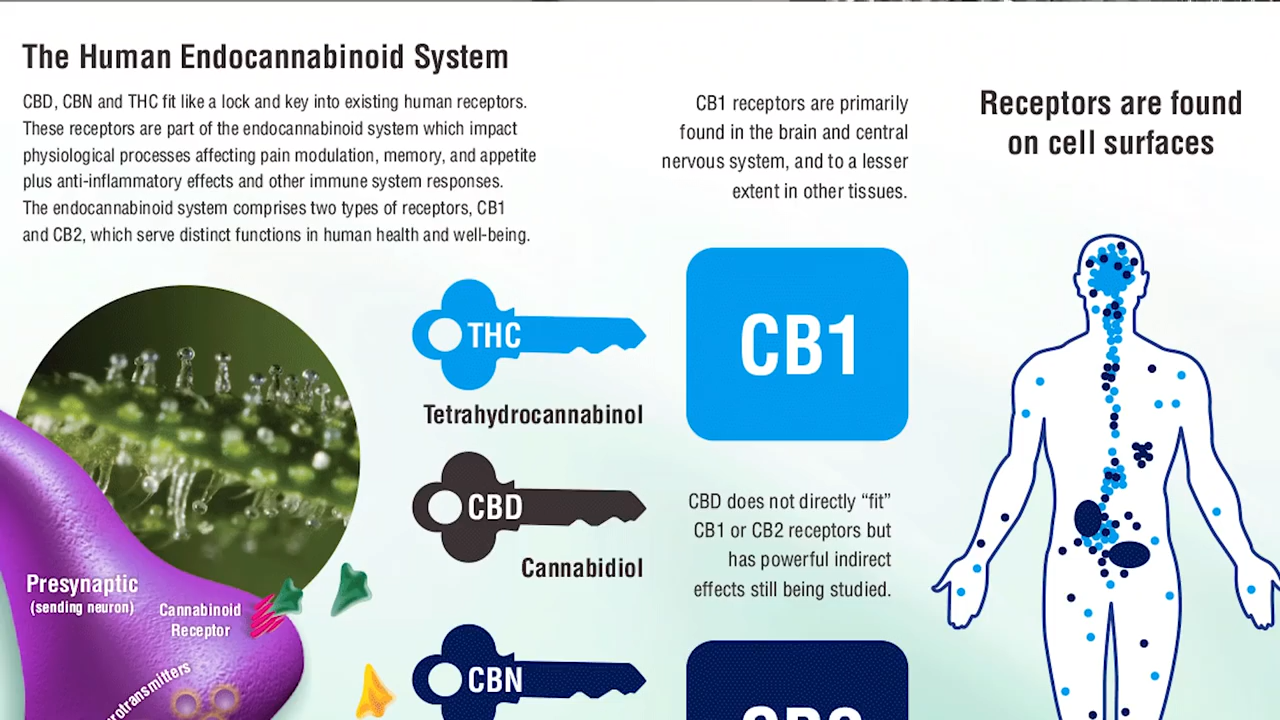 The Human Endocannabinoid System
CBD, CBN and THC fit like a lock and key into existing human receptors.
These receptors are part of the endocannabinoid system which impact
physiological processes affecting pain modulation, memory, and appetite
plus anti-inflammatory effects and other immune system responses.
The endocannabinoid system comprises two types of receptors, CB1
and CB2, which serve distinct functions in human health and well-being.
CB1 receptors are primarily
found in the brain and central
nervous system, and to a lesser
extent in other tissues.
Receptors are found
on cell surfaces
THC
Tetrahydrocannabinol
CB1
CBD
Cannabidiol
CBD does not directly “fit”
CB1 or CB2 receptors but
has powerful indirect
effects still being studied.
Presynaptic
(sending neuron)
Cannabinoid
Receptor
CBN